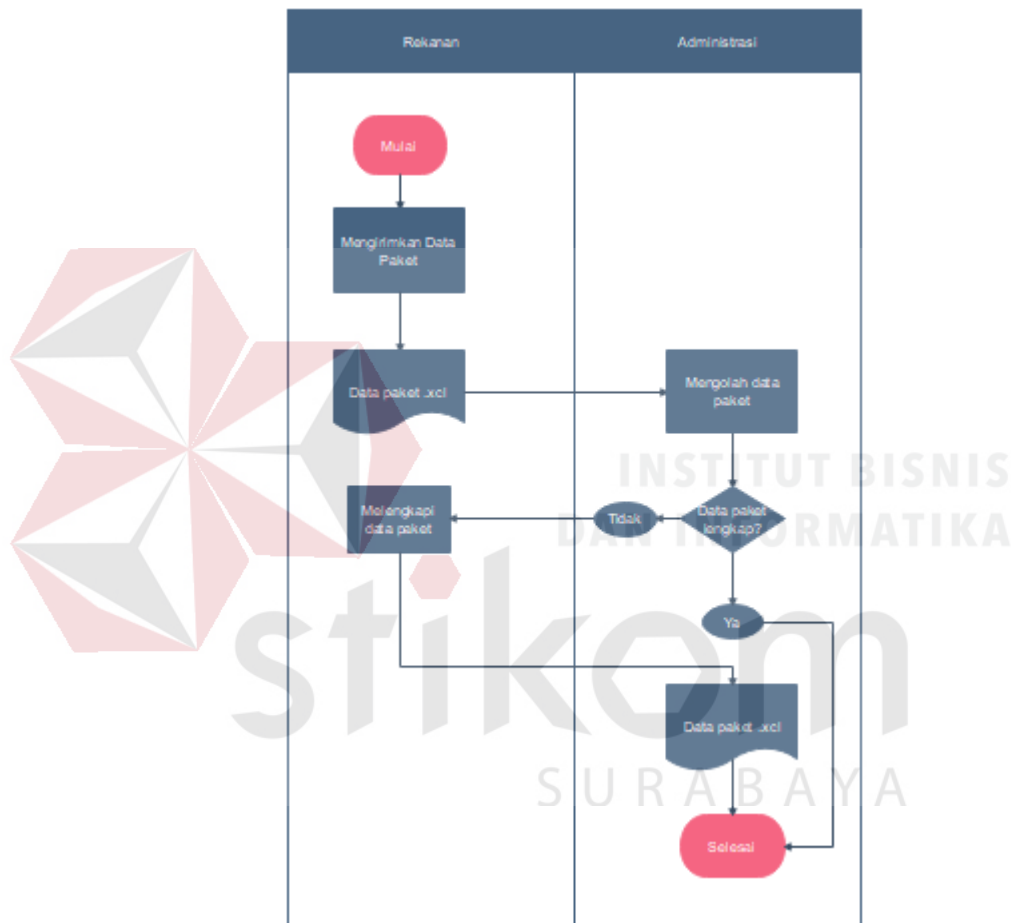 Rekanan
Administrasi
Mulai
Mengirimkan Data
Paket
Data paket .xcl
Mengolah data
paket
Melengkapi
data paket
Tidak
Data paket
lengkap?
Ya
Data paket .xcl
Selesai
INSTITUT BISNIS
DAN INFORMATIKA
stikom
SURABAYA